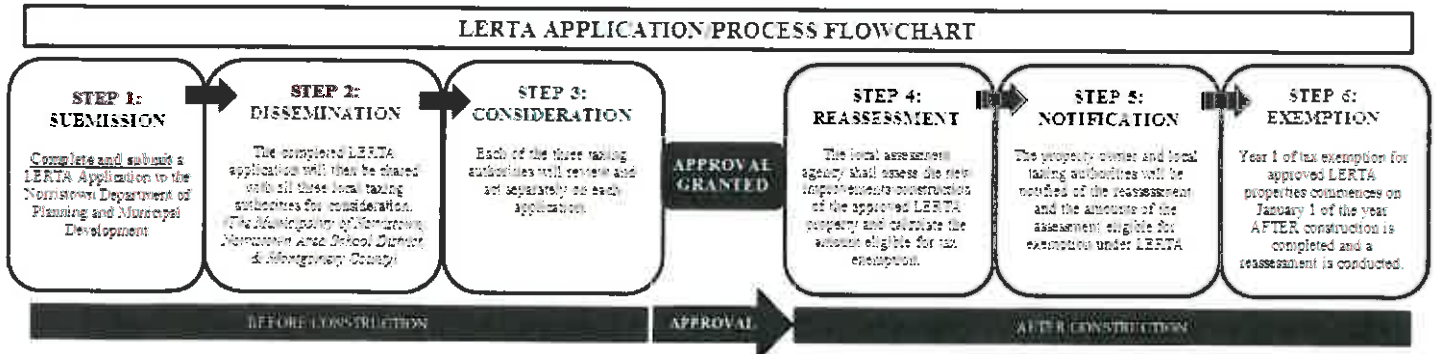 LERTA APPLICATION/PROCESS FLOWCHART
STEP 1:
SUBMISSION
Complete and submit a
LERTA Application to the
Norristown Department of
Planning and Municipal
Development
STEP 2:
DISSEMINATION
The completed LERTA
application will then be shared
with all three local taxing
authorities for consideration.
(The Municipality of Norristown,
Norristown Area School District,
& Montgomery County)
STEP 3:
CONSIDERATION
Each of the three taxing
authorities will review and
act separately on each
application.
APPROVAL
GRANTED
STEP 4:
REASSESSMENT
The local assessment
agency shall assess the new
improvements/construction
of the approved LERTA
property and calculate the
amount eligible for tax
exemption.
STEP 5:
NOTIFICATION
The property owner and local
taxing authorities will be
notified of the reassessment
and the amounts of the
assessment eligible for
exemption under LERTA
STEP 6:
EXEMPTION
Year 1 of tax exemption for
approved LERTA
properties commences on
January 1 of the year
AFTER construction is
completed and a
reassessment is conducted.
BEFORE CONSTRUCTION
APPROVAL
AFTER CONSTRUCTION